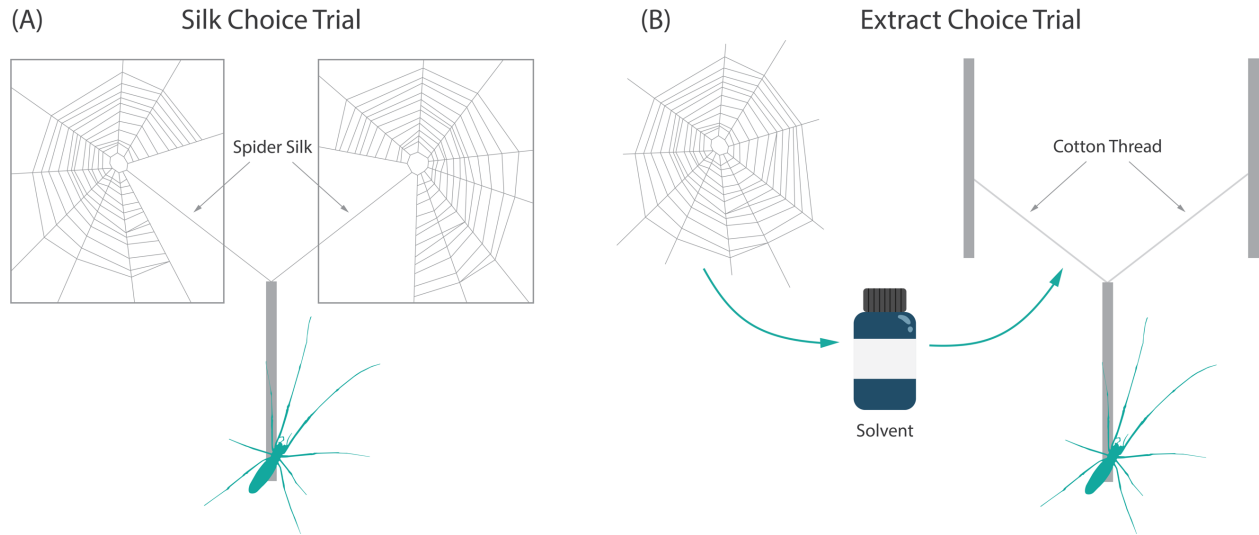 (A)
Silk Choice Trial
Spider Silk
(B)
Extract Choice Trial
Cotton Thread
Solvent